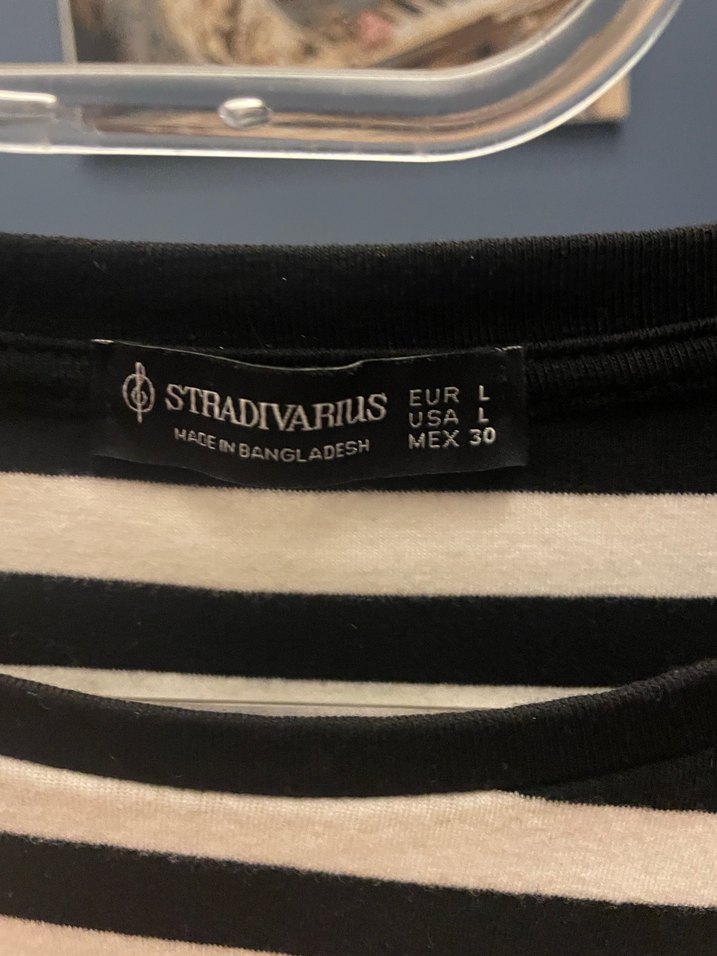 STRADIVARIUS
MADE IN BANGLADESH
EUR L
USA L
MEX 30